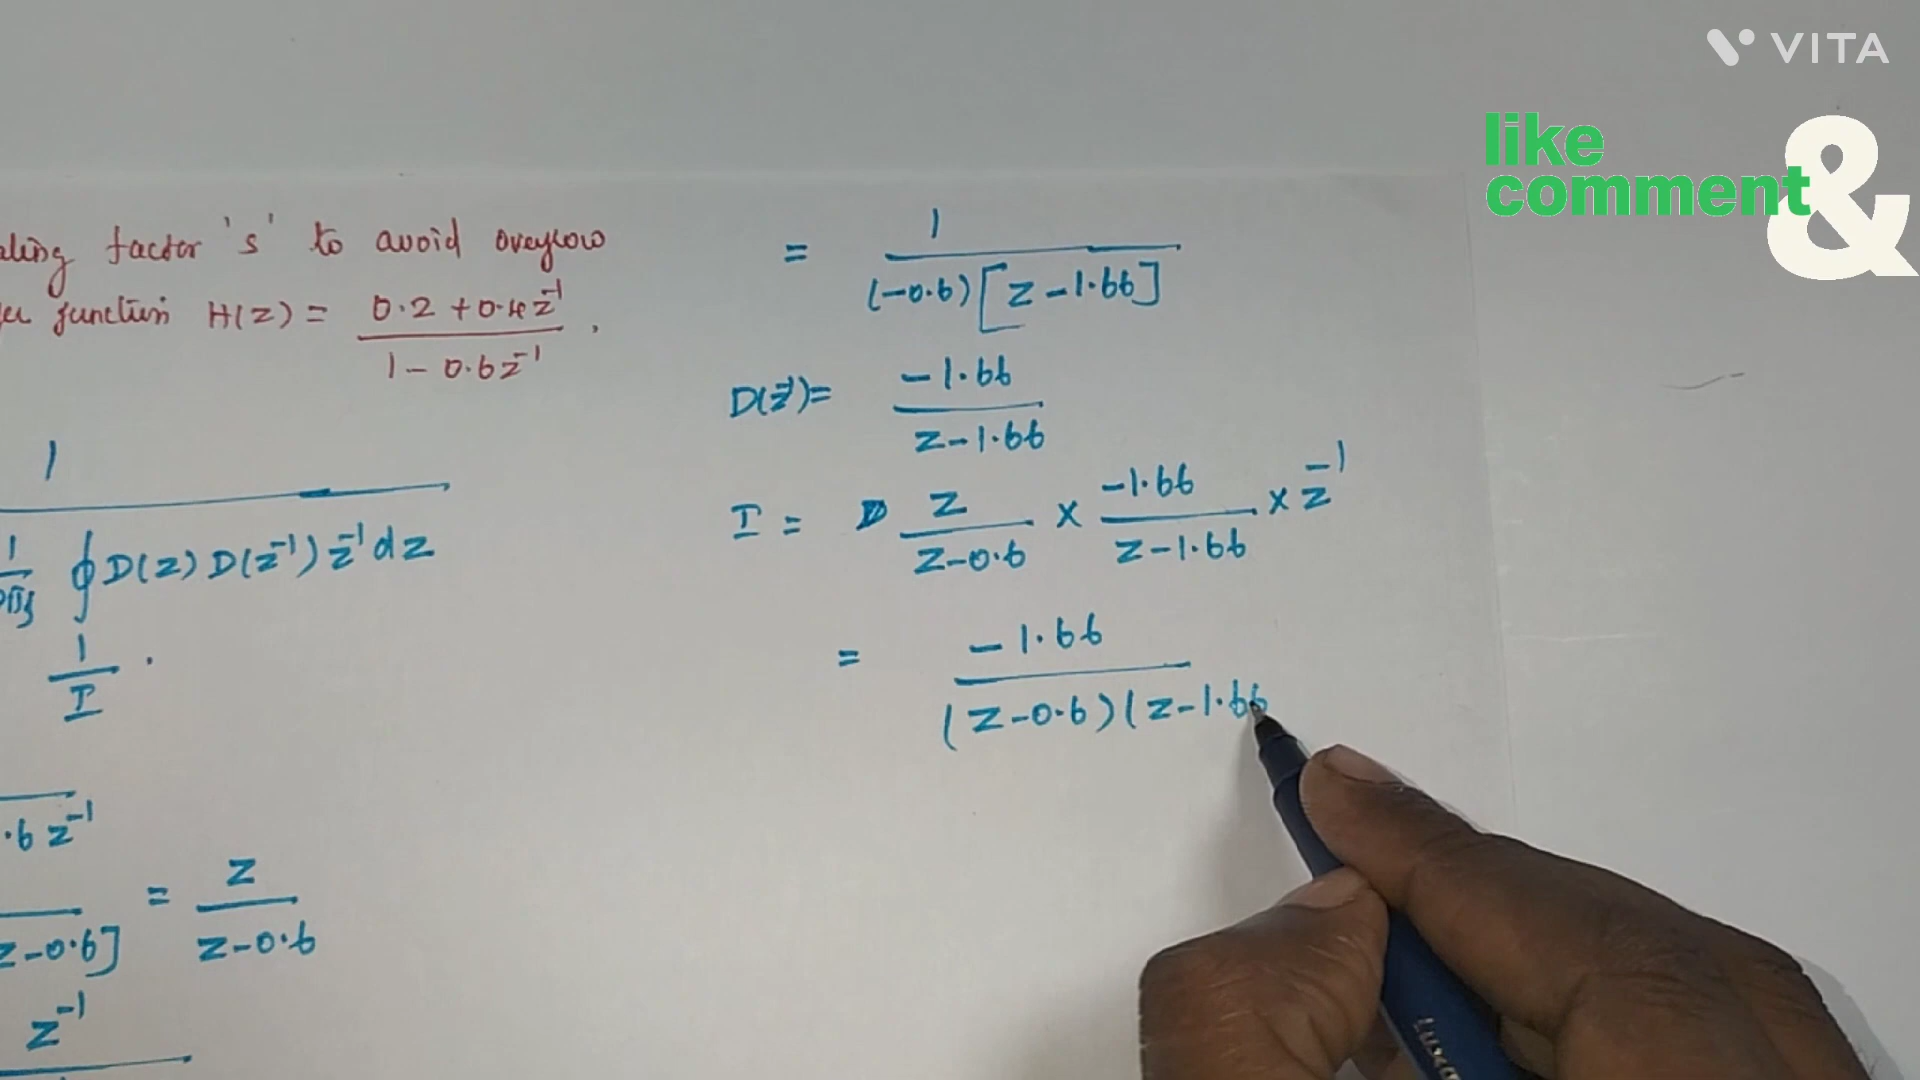 VITA
like
comment &
aling factor 's' to avoid overflow
function H(z) = 0.2 + 0.4z⁻¹ / 1 - 0.6z⁻¹ .
1
1 / ∮ D(z) D(z⁻¹) z⁻¹ dz
1 / I .
.6 z⁻¹
z - 0.6] = z / z - 0.6
z⁻¹
= 1 / (-0.6) [z - 1.66]
D(z⁻¹) = -1.66 / z - 1.66
I = z / z - 0.6 × -1.66 / z - 1.66 × z⁻¹
= -1.66 / (z - 0.6) (z - 1.66